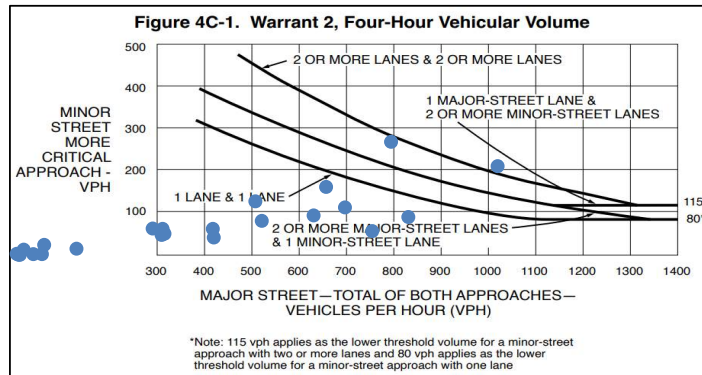 Figure 4C-1. Warrant 2, Four-Hour Vehicular Volume
500
400
300
200
100
MINOR
STREET
MORE
CRITICAL
APPROACH -
VPH
2 OR MORE LANES & 2 OR MORE LANES
1 MAJOR-STREET LANE &
2 OR MORE MINOR-STREET LANES
1 LANE & 1 LANE
2 OR MORE MAJOR-STREET LANES
& 1 MINOR-STREET LANE
115*
80*
300 400 500 600 700 800 900 1000 1100 1200 1300 1400
MAJOR STREET—TOTAL OF BOTH APPROACHES—
VEHICLES PER HOUR (VPH)
*Note: 115 vph applies as the lower threshold volume for a minor-street
approach with two or more lanes and 80 vph applies as the lower
threshold volume for a minor-street approach with one lane